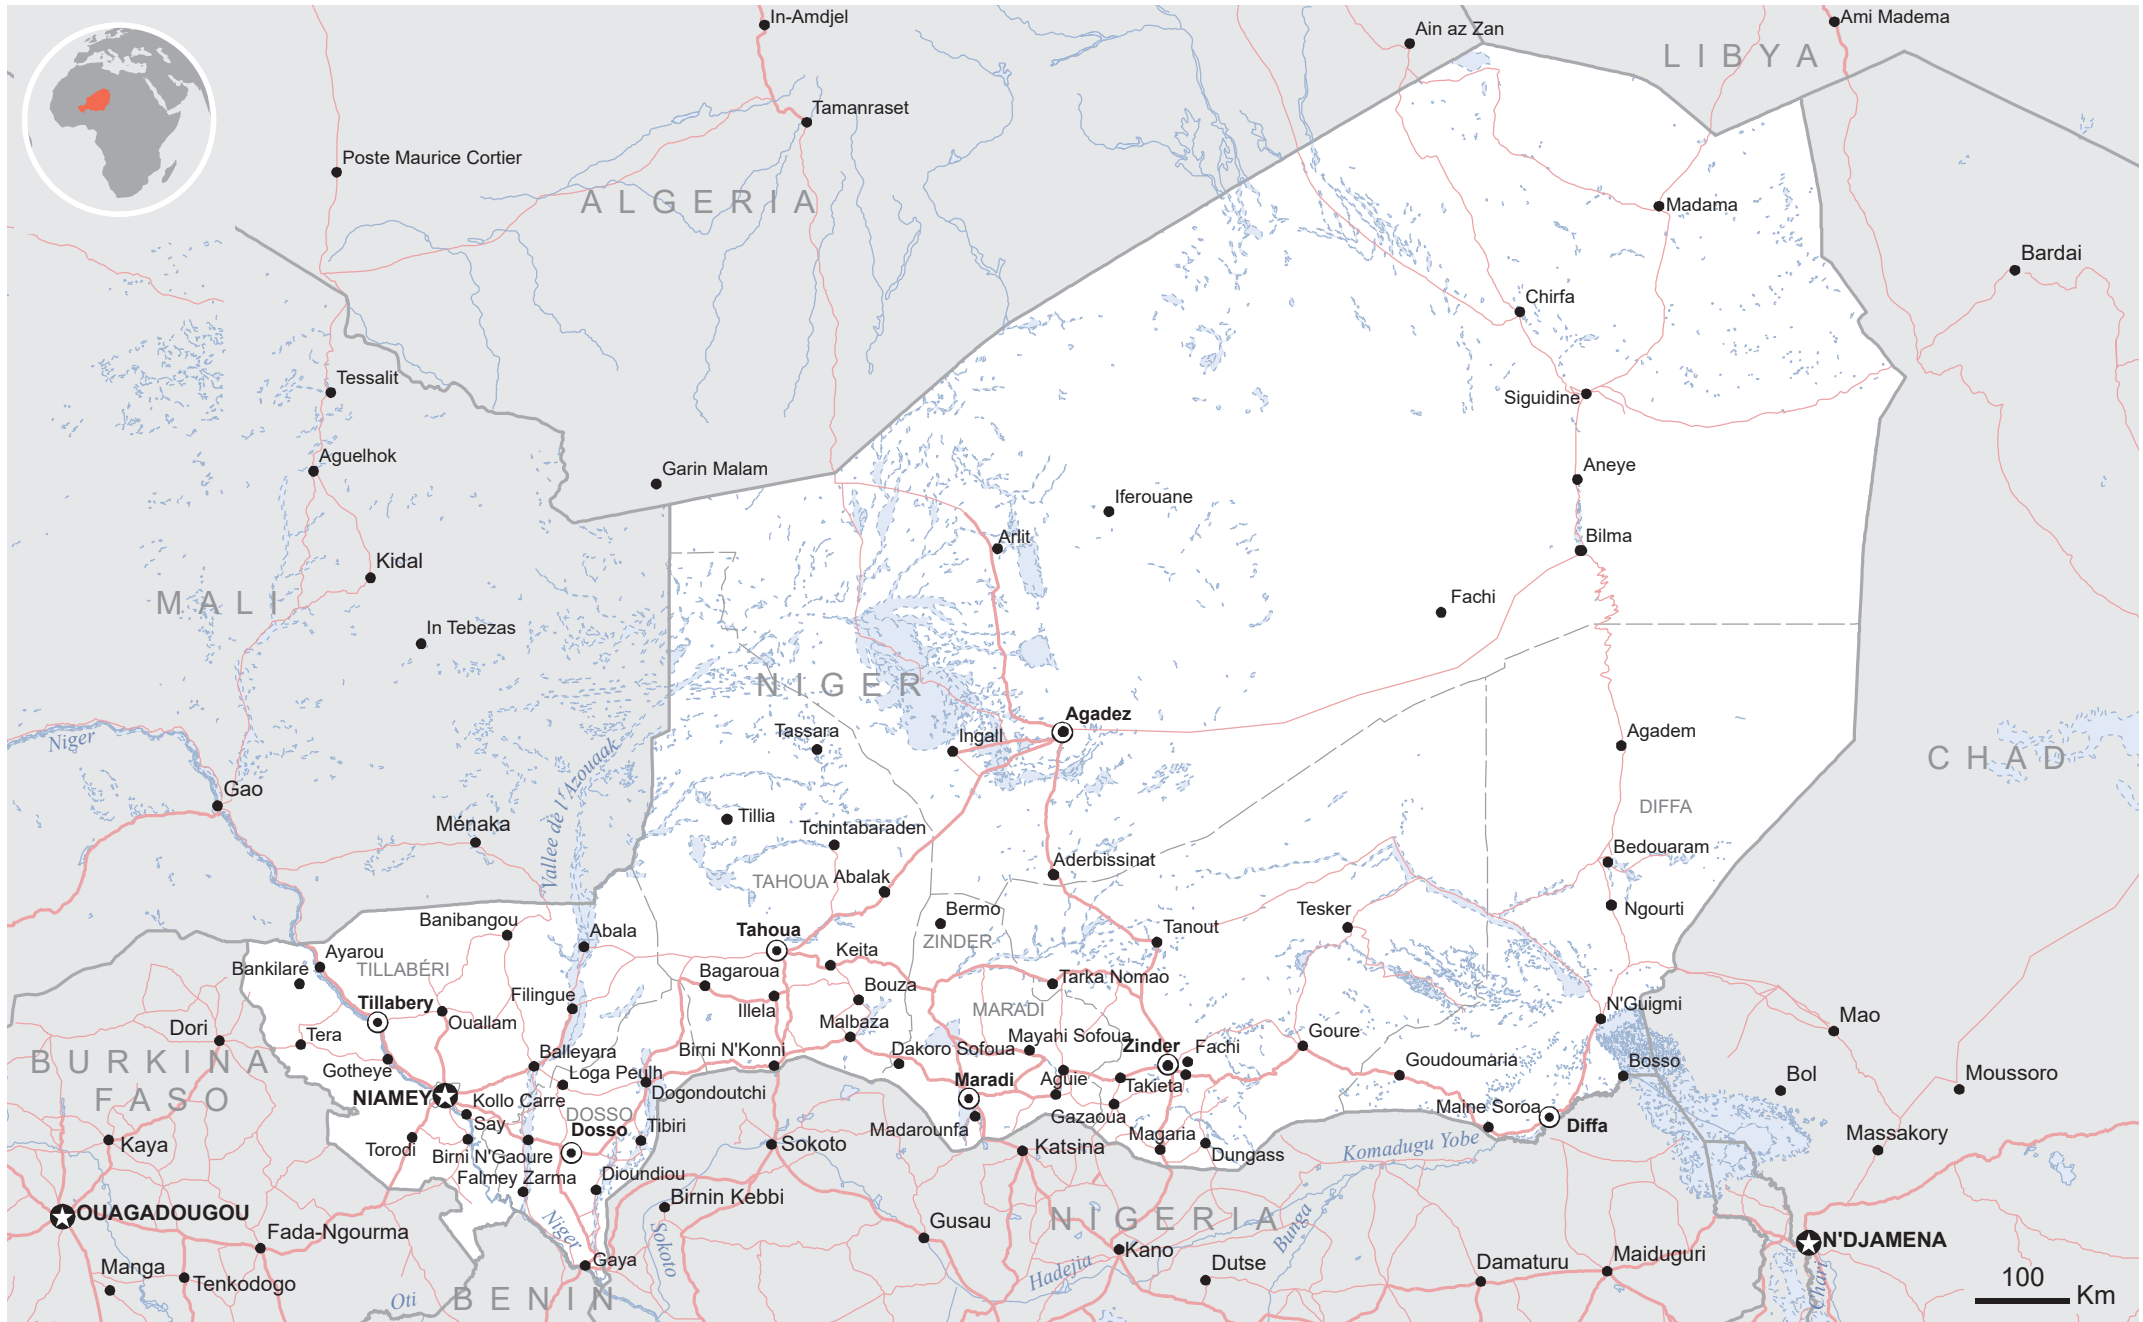 In-Amdjel
Ami Madema
Ain az Zan
LIBYA
Tamanraset
Poste Maurice Cortier
ALGERIA
Madama
Bardai
Chirfa
Tessalit
Siguidine
Aguelhok
Garin Malam
Aneye
Iferouane
Arlit
Bilma
Kidal
MALI
Fachi
In Tebezas
NIGER
Agadez
Niger
Tassara
Ingall
Agadem
CHAD
Vallee de l'Azouaak
Gao
DIFFA
Tillia
Ménaka
Tchintabaraden
Bedouaram
Aderbissinat
TAHOUA
Abalak
Bermo
Tesker
Ngourti
Banibangou
Abala
Tahoua
ZINDER
Tanout
Ayarou
Keita
Bankilare
TILLABÉRI
Bagaroua
Tarka Nomao
Bouza
Filingue
Tillabery
Illela
MARADI
N'Guigmi
Ouallam
Malbaza
Mao
Dori
Tera
Mayahi Sofoua
Goure
Birni N'Konni
Dakoro Sofoua
Zinder
Fachi
Balleyara
BURKINA
FASO
Gotheye
Loga Peulh
Goudoumaria
Bosso
Bol
Moussoro
Maradi
Aguie
Takieta
NIAMEY
Kollo Carre
Dogondoutchi
DOSSO
Dosso
Say
Tibiri
Gazaoua
Maine Soroa
Diffa
Madarounfa
Magaria
Massakory
Kaya
Torodi
Birni N'Gaoure
Sokoto
Katsina
Dungass
Komadugu Yobe
Falmey Zarma
Dioundiou
Birnin Kebbi
OUAGADOUGOU
Niger
Sokoto
Gusau
NIGERIA
Bunga
Fada-Ngourma
Kano
Maiduguri
N'DJAMENA
Gaya
Manga
Tenkodogo
Hadejia
Dutse
Damaturu
Chari
Oti
BENIN
100
Km